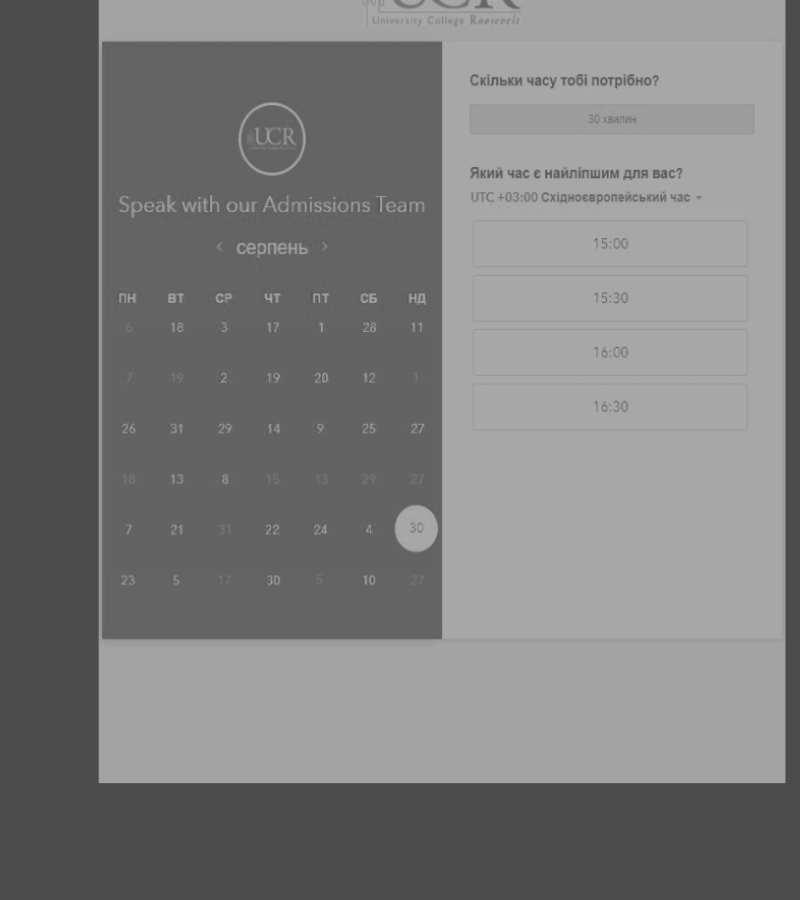 UCR
University College Roosevelt
UCR
Speak with our Admissions Team
< серпень >
ПН ВТ СР ЧТ ПТ СБ НД
6 18 3 17 1 28 11
7 19 2 19 20 12 1
26 31 29 14 9 25 27
18 13 8 15 13 29 27
7 21 31 22 24 4 30
23 5 17 30 5 10 27
Скільки часу тобі потрібно?
30 хвилин
Який час є найліпшим для вас?
UTC +03:00 Східноєвропейський час
15:00
15:30
16:00
16:30